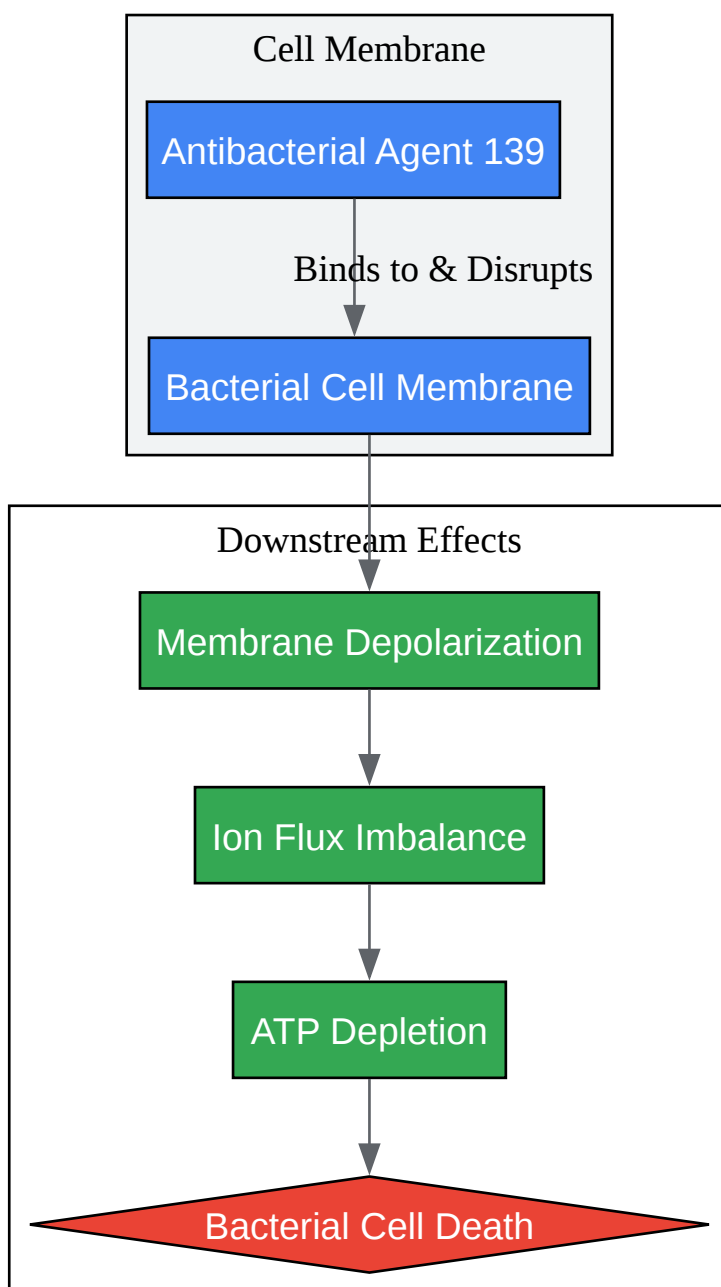 Cell Membrane
Antibacterial Agent 139
Binds to & Disrupts
Bacterial Cell Membrane
Downstream Effects
Membrane Depolarization
Ion Flux Imbalance
ATP Depletion
Bacterial Cell Death